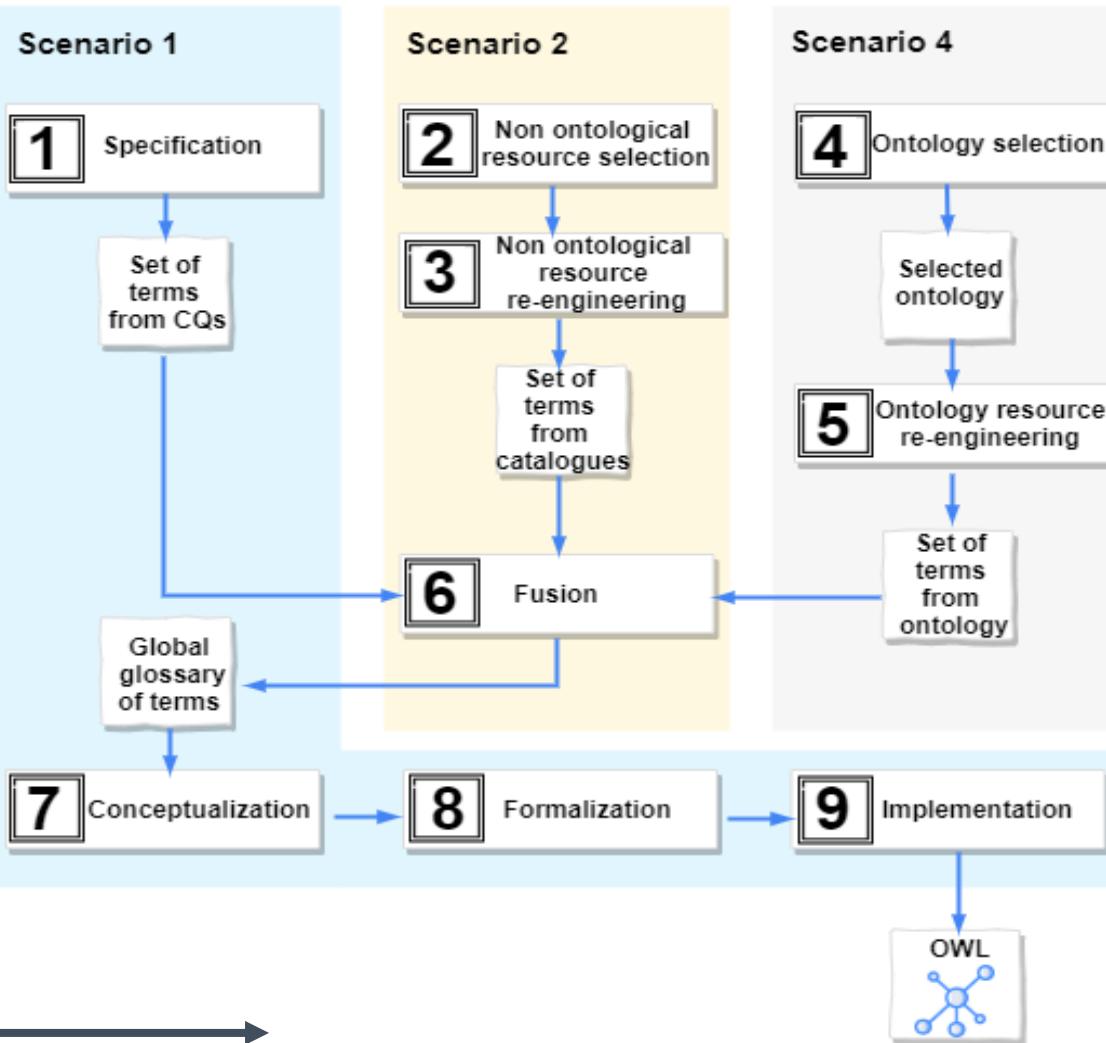 Scenario 1
Scenario 2
Scenario 4
1
Specification
2
Non ontological
resource selection
4
Ontology selection
Set of
terms
from CQs
3
Non ontological
resource
re-engineering
Selected
ontology
Set of
terms
from
catalogues
5
Ontology resource
re-engineering
6
Fusion
Set of
terms
from
ontology
Global
glossary
of terms
7
Conceptualization
8
Formalization
9
Implementation
OWL